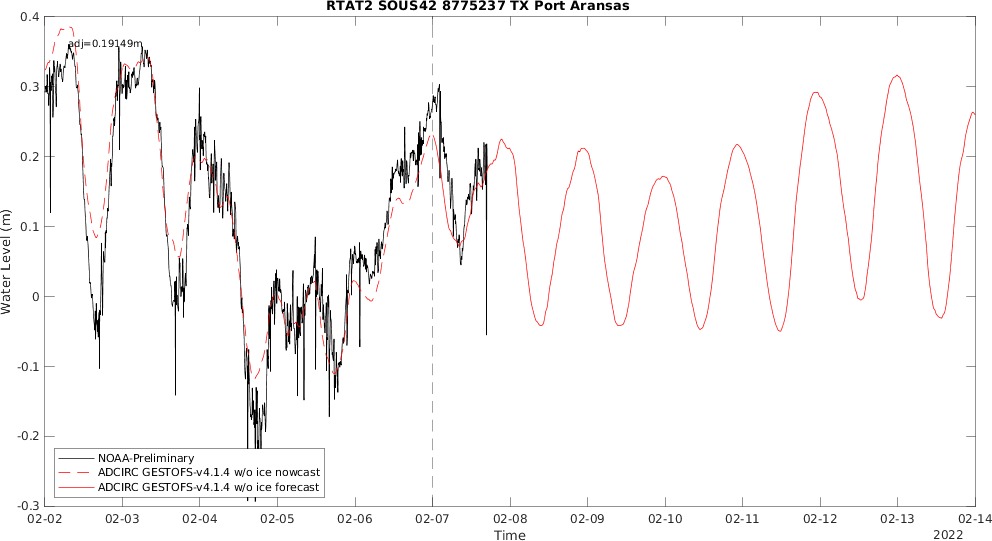 RTAT2 SOUS42 8775237 TX Port Aransas
adj=0.19149m
0.4
0.3
0.2
0.1
0
-0.1
-0.2
-0.3
Water Level (m)
NOAA-Preliminary
ADCIRC GESTOFS-v4.1.4 w/o ice nowcast
ADCIRC GESTOFS-v4.1.4 w/o ice forecast
02-02 02-03 02-04 02-05 02-06 02-07 02-08 02-09 02-10 02-11 02-12 02-13 02-14
Time
2022